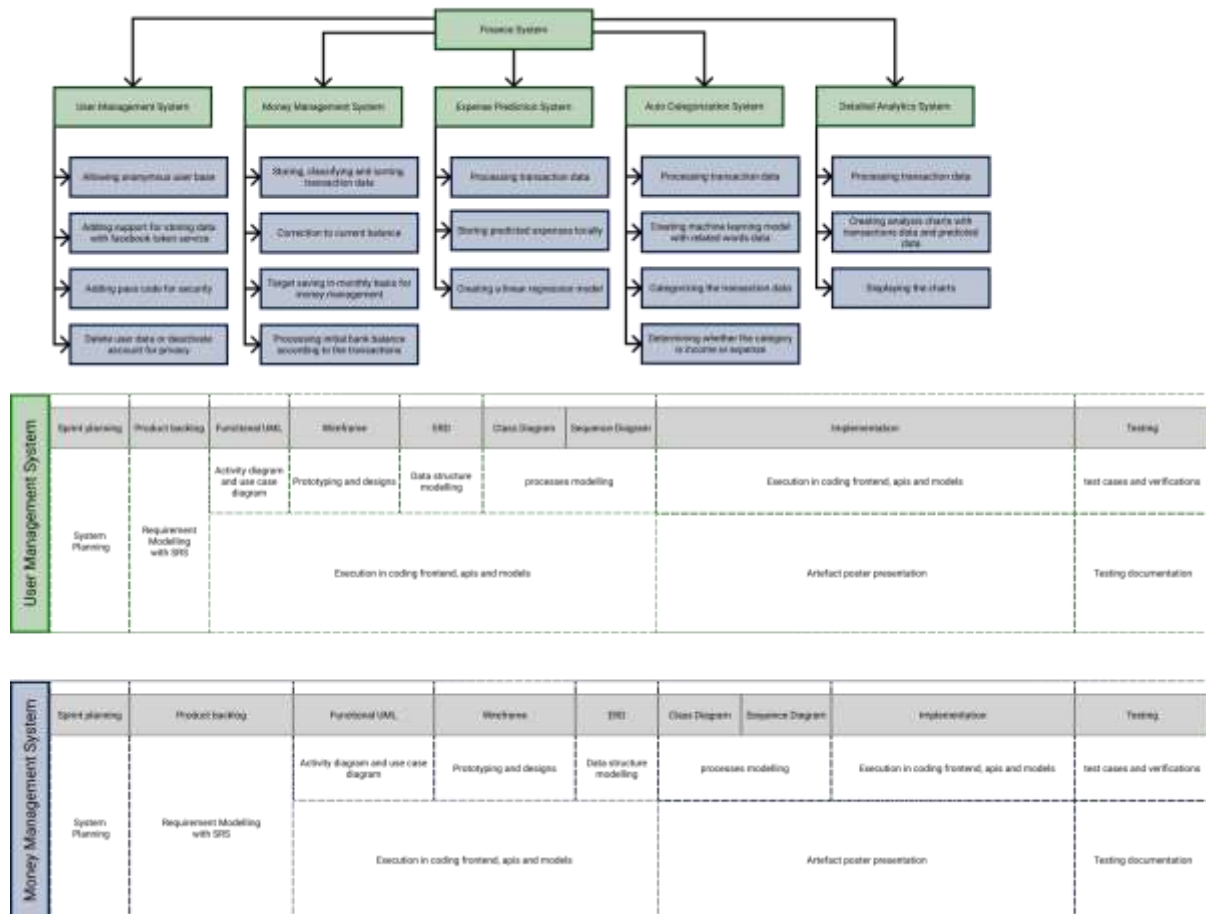 Finance System
User Management System
Money Management System
Expense Prediction System
Auto Categorization System
Detailed Analytics System
Allowing anonymous user base
Adding support for storing data
with facebook token service
Adding pass code for security
Delete user data or deactivate
account for privacy
Storing, classifying and sorting
transaction data
Correction to current balance
Target saving in monthly basis for
money management
Processing initial bank balance
according to the transactions
Processing transaction data
Storing predicted expenses locally
Creating a linear regression model
Processing transaction data
Creating machine learning model
with related words data
Categorizing the transaction data
Determining whether the category
is income or expense
Processing transaction data
Creating analysis charts with
transactions data and predicted
data
Displaying the charts
User Management System
Sprint planning
Product backlog
Functional UML
Wireframe
ERD
Class Diagram
Sequence Diagram
Implementation
Testing
System
Planning
Requirement
Modelling
with SRS
Activity diagram
and use case
diagram
Prototyping and designs
Data structure
modelling
processes modelling
Execution in coding frontend, apis and models
test cases and verifications
Execution in coding frontend, apis and models
Artefact poster presentation
Testing documentation
Money Management System
Sprint planning
Product backlog
Functional UML
Wireframe
ERD
Class Diagram
Sequence Diagram
Implementation
Testing
System
Planning
Requirement Modelling
with SRS
Activity diagram and use case
diagram
Prototyping and designs
Data structure
modelling
processes modelling
Execution in coding frontend, apis and models
test cases and verifications
Execution in coding frontend, apis and models
Artefact poster presentation
Testing documentation